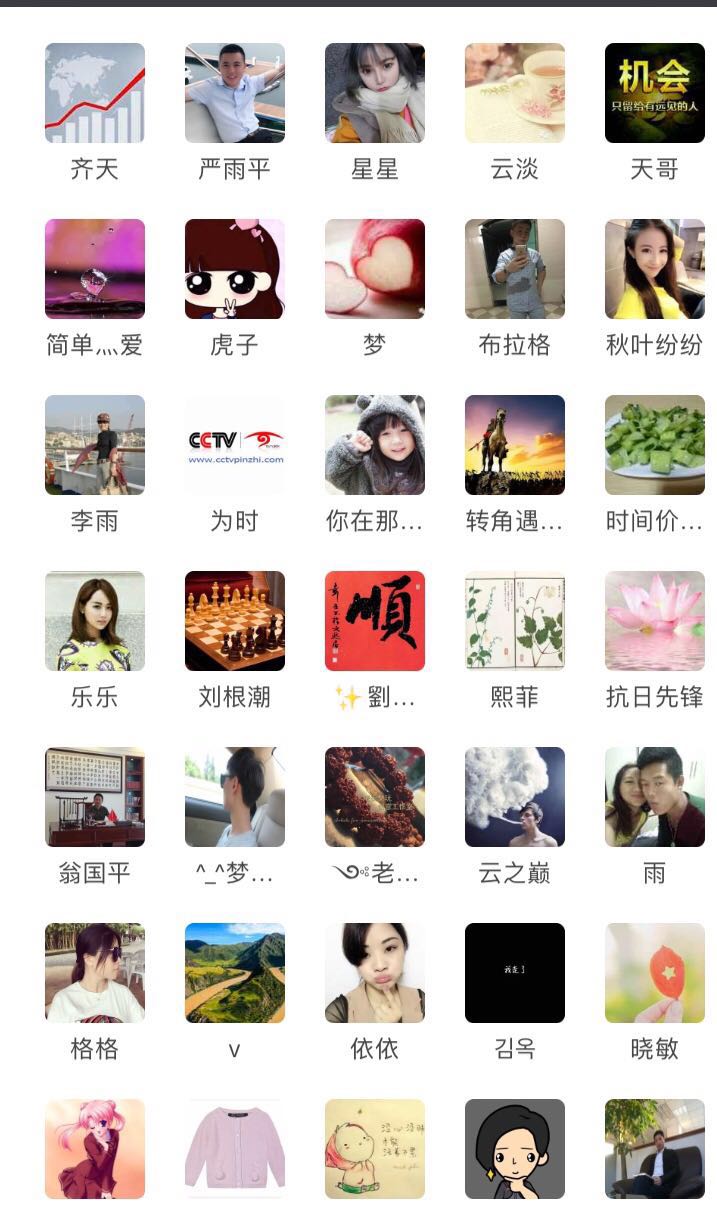 机会
只留给有远见的人
齐天
严雨平
星星
云淡
天哥
简单灬爱
虎子
梦
布拉格
秋叶纷纷
CCTV
www.cctvpinzhi.com
李雨
为时
你在那...
转角遇...
时间价...
順
乐乐
刘根潮
✨劉...
熙菲
抗日先锋
翁国平
^_^梦...
老...
云之巅
雨
格格
v
依依
김옥
晓敏
没心没肺